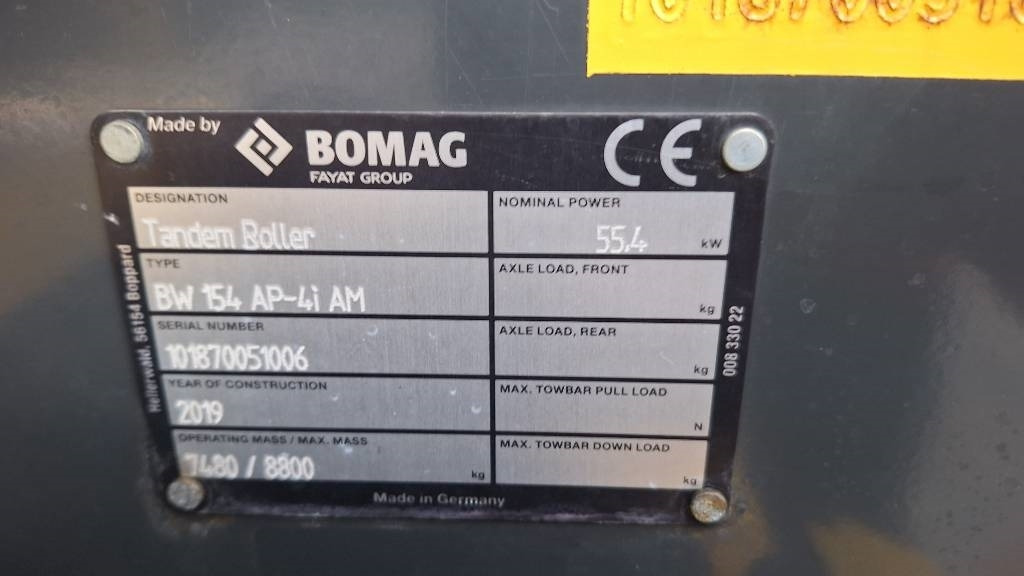 Made by BOMAG
FAYAT GROUP
CE
DESIGNATION
Tandem Roller
NOMINAL POWER
55,4 kW
TYPE
BW 154 AP-4i AM
AXLE LOAD, FRONT
kg
SERIAL NUMBER
101870051006
AXLE LOAD, REAR
kg
YEAR OF CONSTRUCTION
2019
MAX. TOWBAR PULL LOAD
N
OPERATING MASS / MAX. MASS
7480 / 8800 kg
MAX. TOWBAR DOWN LOAD
kg
Made in Germany
Hellerwald, 56154 Boppard
008 330 22